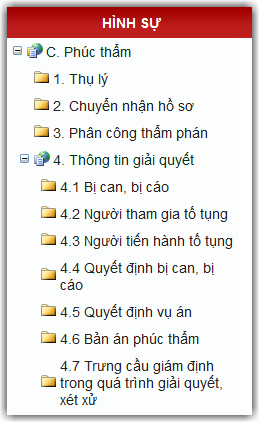 HÌNH SỰ
C. Phúc thẩm
1. Thụ lý
2. Chuyển nhận hồ sơ
3. Phân công thẩm phán
4. Thông tin giải quyết
4.1 Bị can, bị cáo
4.2 Người tham gia tố tụng
4.3 Người tiến hành tố tụng
4.4 Quyết định bị can, bị
cáo
4.5 Quyết định vụ án
4.6 Bản án phúc thẩm
4.7 Trưng cầu giám định
trong quá trình giải quyết,
xét xử